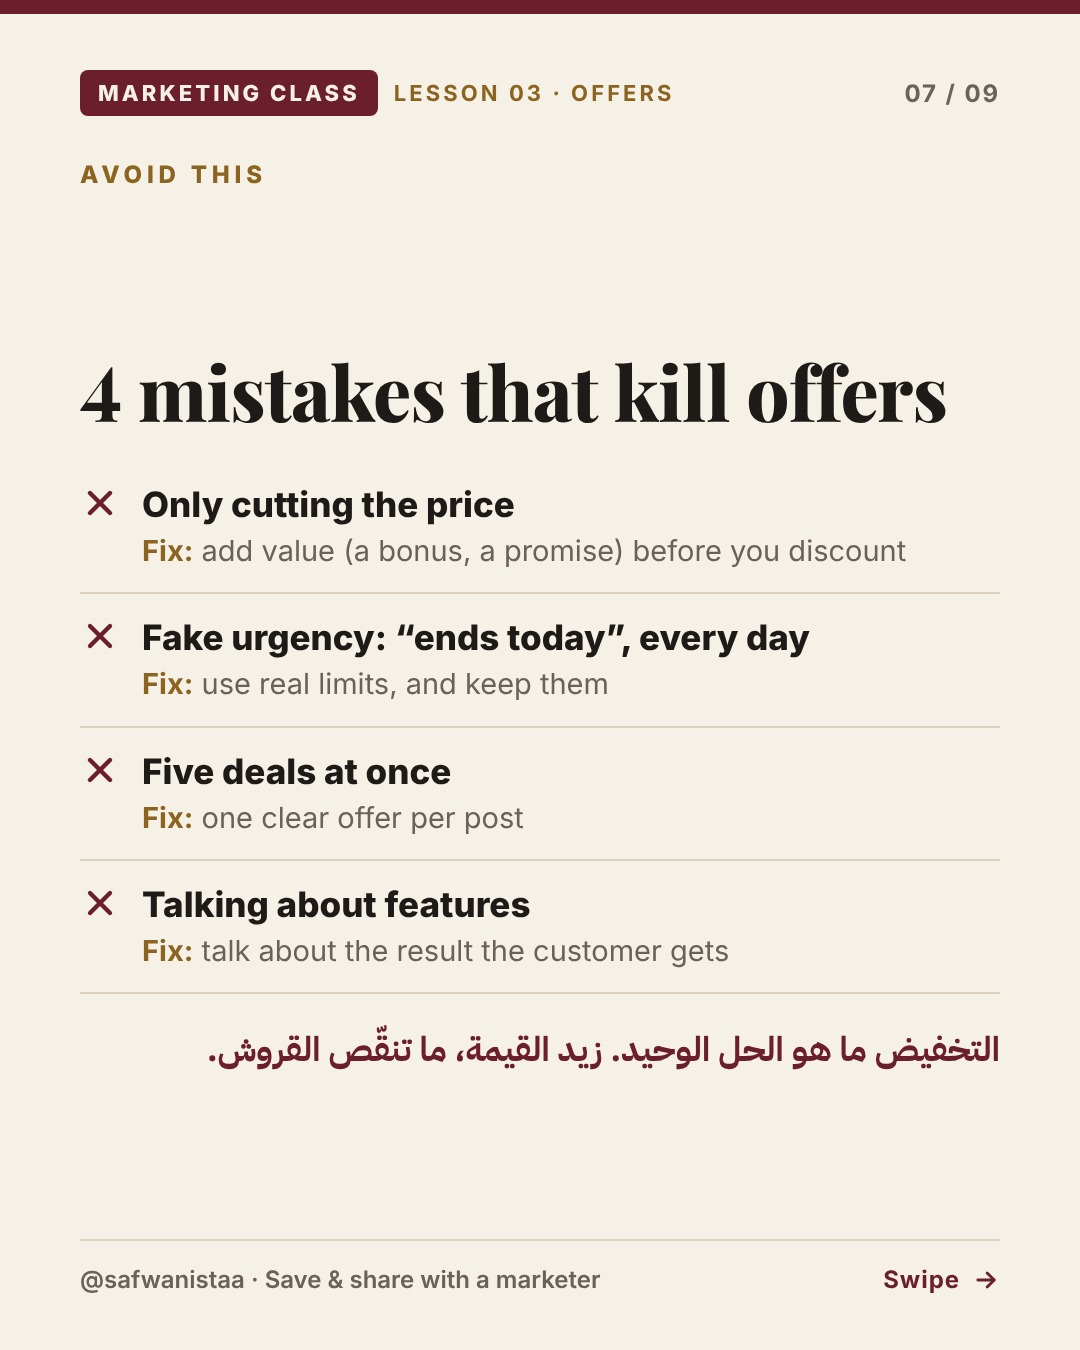 MARKETING CLASS LESSON 03 · OFFERS 07 / 09
AVOID THIS
4 mistakes that kill offers
Only cutting the price
Fix: add value (a bonus, a promise) before you discount
Fake urgency: “ends today”, every day
Fix: use real limits, and keep them
Five deals at once
Fix: one clear offer per post
Talking about features
Fix: talk about the result the customer gets
التخفيض ما هو الحل الوحيد. زيد القيمة، ما تنقّص القروش.
@safwanistaa · Save & share with a marketer Swipe →